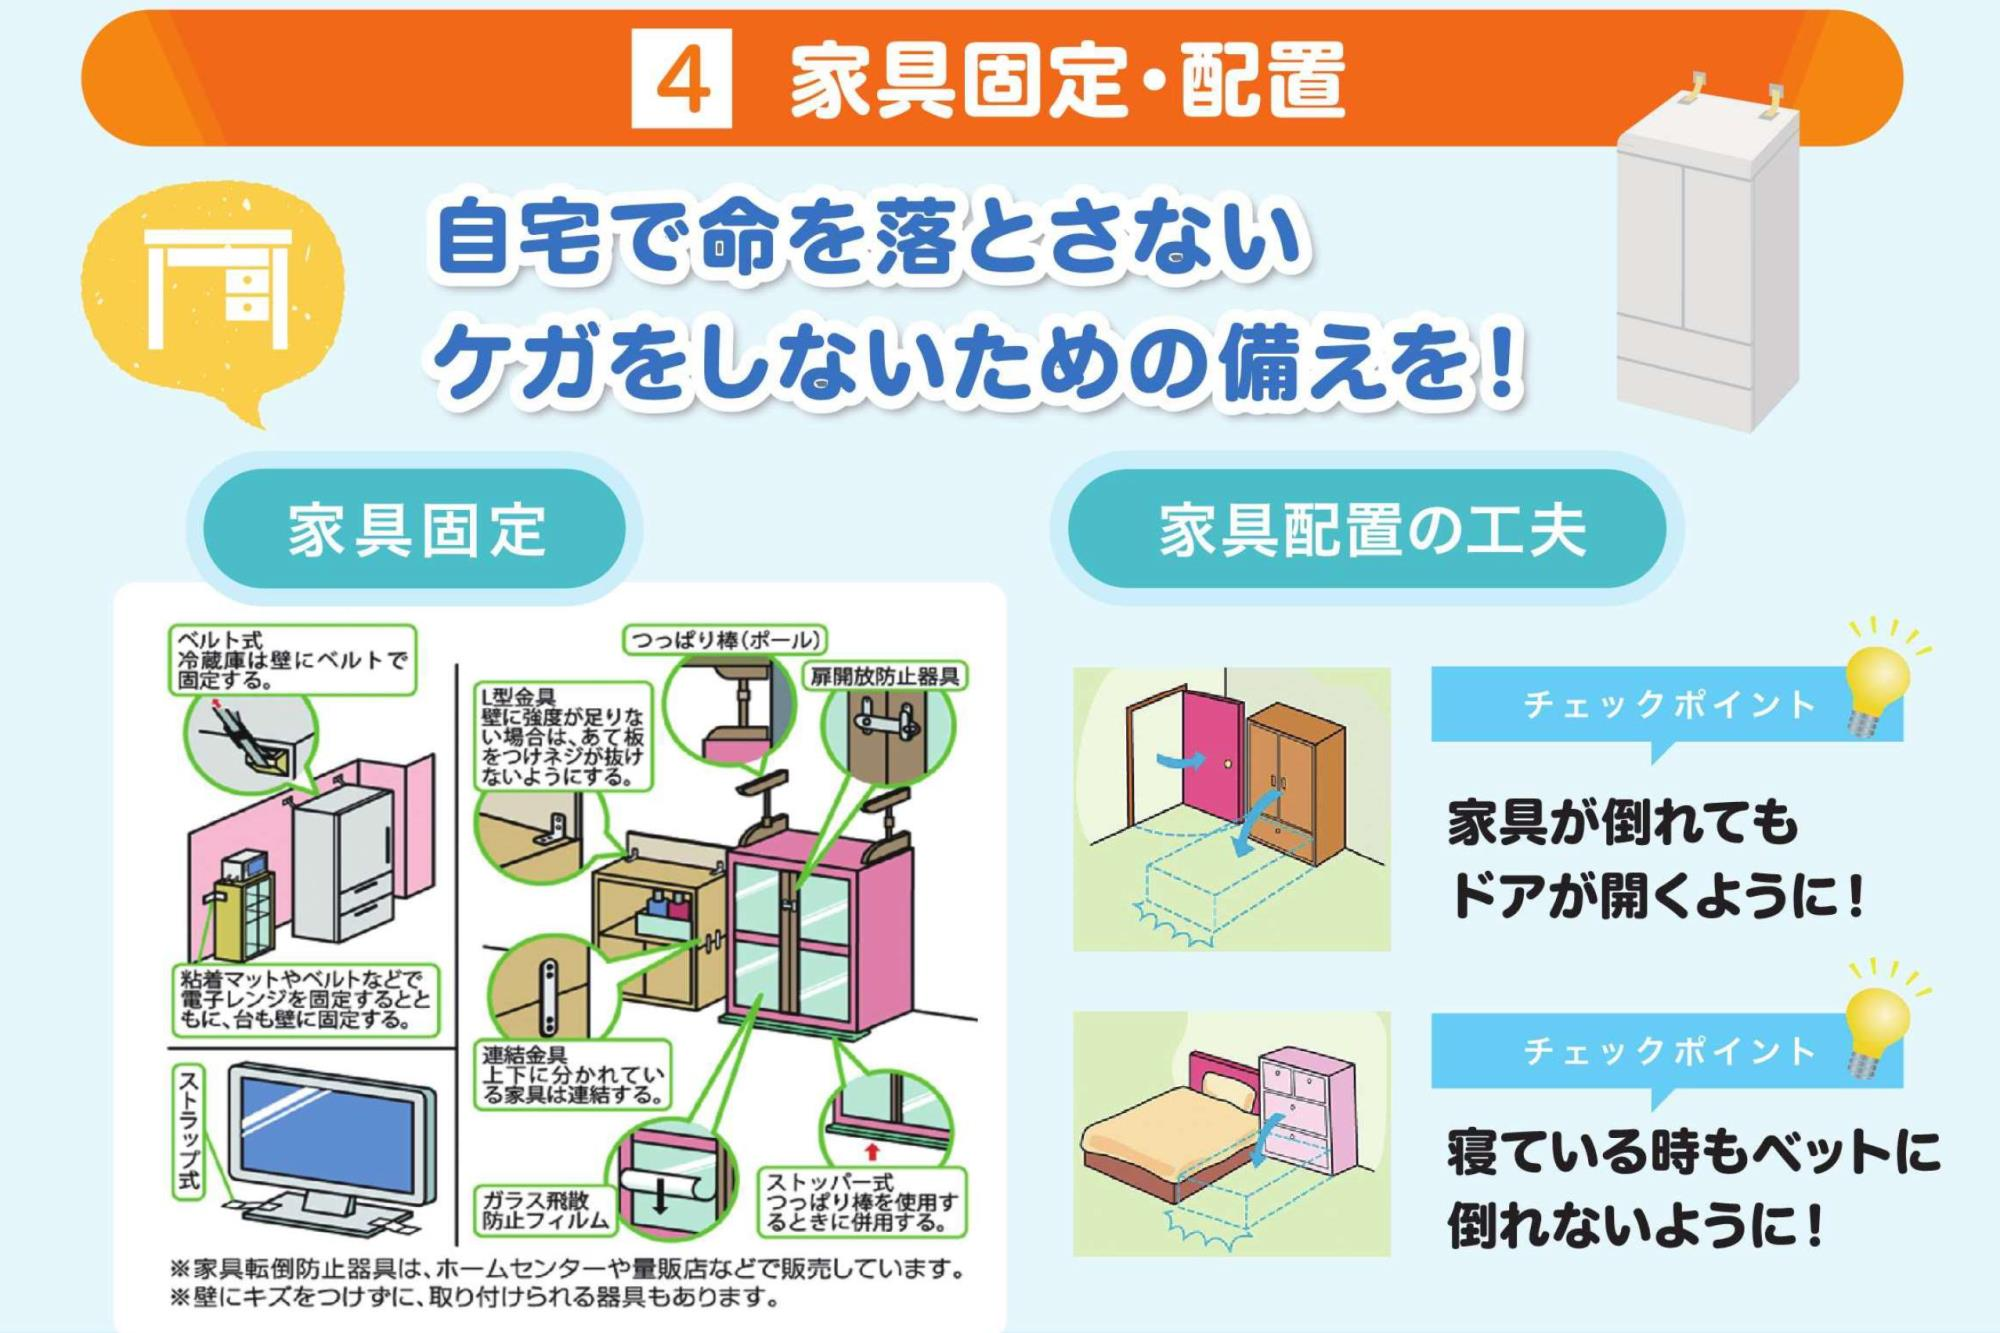 4 家具固定・配置
自宅で命を落とさない
ケガをしないための備えを！
家具固定
ベルト式
冷蔵庫は壁にベルトで
固定する。
つっぱり棒（ポール）
扉開放防止器具
L型金具
壁に強度が足りな
い場合は、あて板
をつけネジが抜け
ないようにする。
粘着マットやベルトなどで
電子レンジを固定するとと
もに、台も壁に固定する。
連結金具
上下に分かれてい
る家具は連結する。
ストラップ式
ガラス飛散
防止フィルム
ストッパー式
つっぱり棒を使用す
るときに併用する。
※家具転倒防止器具は、ホームセンターや量販店などで販売しています。
※壁にキズをつけずに、取り付けられる器具もあります。
家具配置の工夫
チェックポイント
家具が倒れても
ドアが開くように！
チェックポイント
寝ている時もベットに
倒れないように！